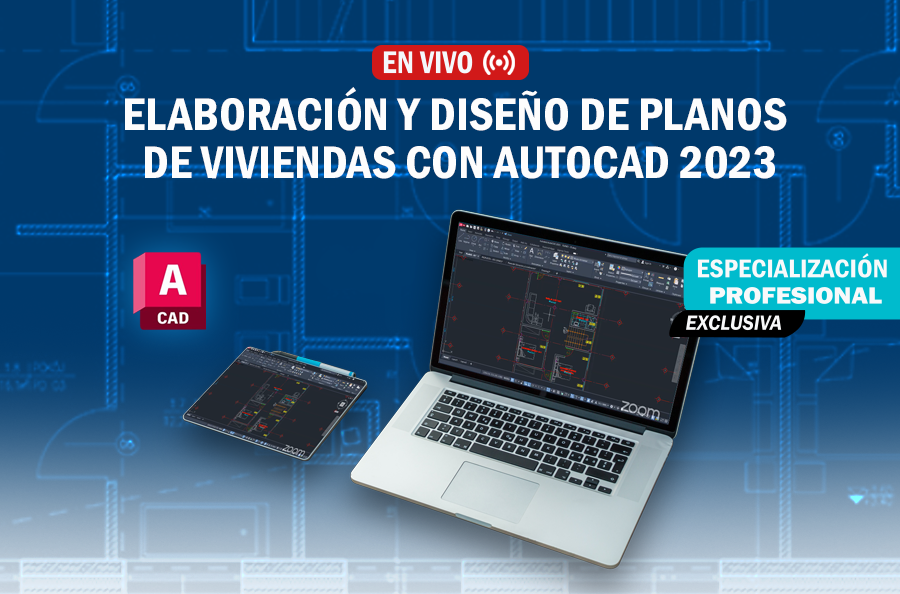 EN VIVO
ELABORACIÓN Y DISEÑO DE PLANOS
DE VIVIENDAS CON AUTOCAD 2023
A
CAD
ESPECIALIZACIÓN
PROFESIONAL
EXCLUSIVA
zoom
zoom